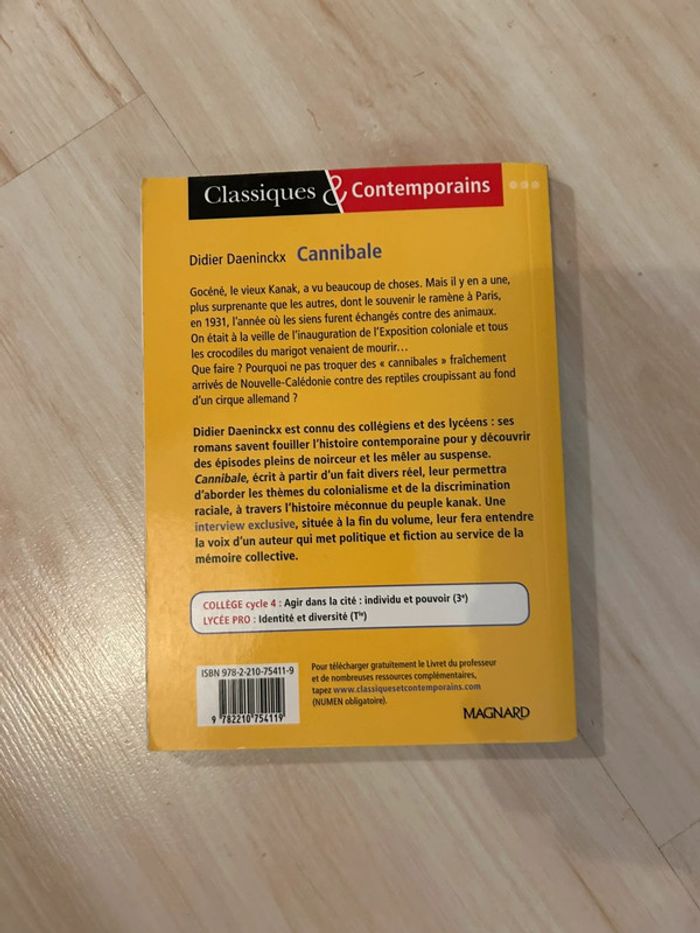 Classiques & Contemporains
Didier Daeninckx Cannibale
Gocéné, le vieux Kanak, a vu beaucoup de choses. Mais il y en a une,
plus surprenante que les autres, dont le souvenir le ramène à Paris,
en 1931, l'année où les siens furent échangés contre des animaux.
On était à la veille de l'inauguration de l'Exposition coloniale et tous
les crocodiles du marigot venaient de mourir...
Que faire ? Pourquoi ne pas troquer des « cannibales » fraîchement
arrivés de Nouvelle-Calédonie contre des reptiles croupissant au fond
d'un cirque allemand ?
Didier Daeninckx est connu des collégiens et des lycéens : ses
romans savent fouiller l'histoire contemporaine pour y découvrir
des épisodes pleins de noirceur et les mêler au suspense.
Cannibale, écrit à partir d'un fait divers réel, leur permettra
d'aborder les thèmes du colonialisme et de la discrimination
raciale, à travers l'histoire méconnue du peuple kanak. Une
interview exclusive, située à la fin du volume, leur fera entendre
la voix d'un auteur qui met politique et fiction au service de la
mémoire collective.
COLLÈGE cycle 4 : Agir dans la cité : individu et pouvoir (3e)
LYCÉE PRO : Identité et diversité (Tle)
ISBN 978-2-210-75411-9
9 782210 754119
Pour télécharger gratuitement le Livret du professeur
et de nombreuses ressources complémentaires,
tapez www.classiquesetcontemporains.com
(NUMEN obligatoire).
MAGNARD